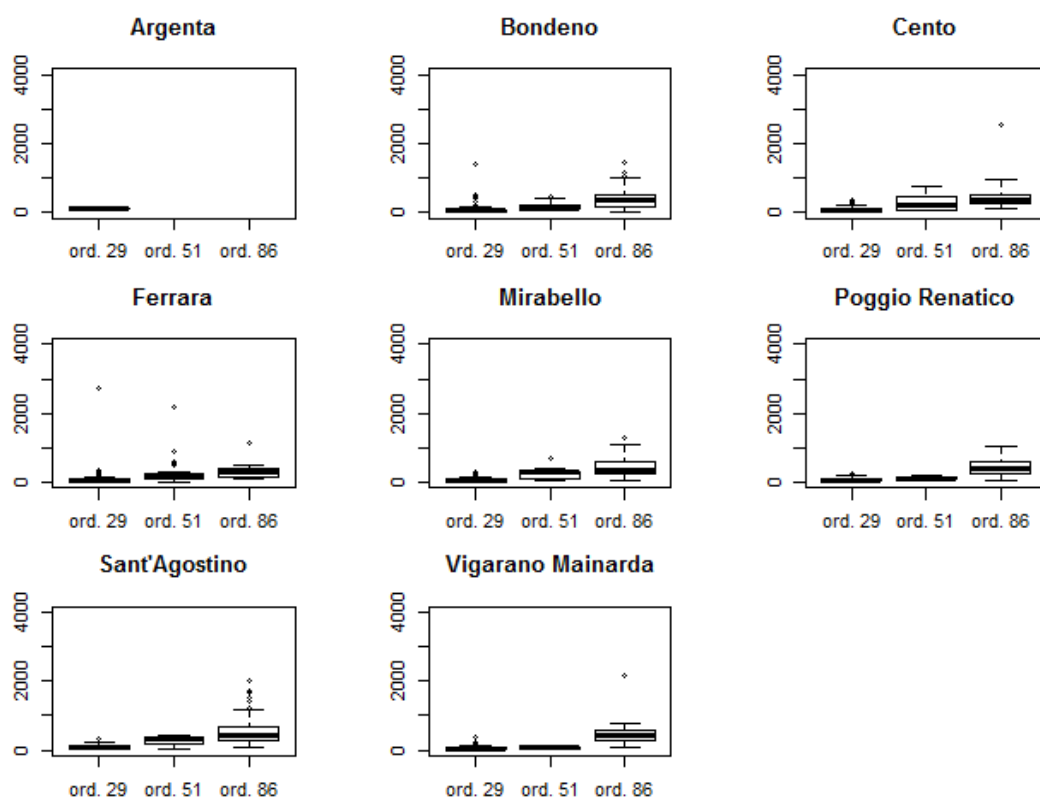 Argenta Bondeno Cento
4000 4000 4000
2000 2000 2000
0 0 0
ord. 29 ord. 51 ord. 86 ord. 29 ord. 51 ord. 86 ord. 29 ord. 51 ord. 86
Ferrara Mirabello Poggio Renatico
4000 4000 4000
2000 2000 2000
0 0 0
ord. 29 ord. 51 ord. 86 ord. 29 ord. 51 ord. 86 ord. 29 ord. 51 ord. 86
Sant'Agostino Vigarano Mainarda
4000 4000
2000 2000
0 0
ord. 29 ord. 51 ord. 86 ord. 29 ord. 51 ord. 86